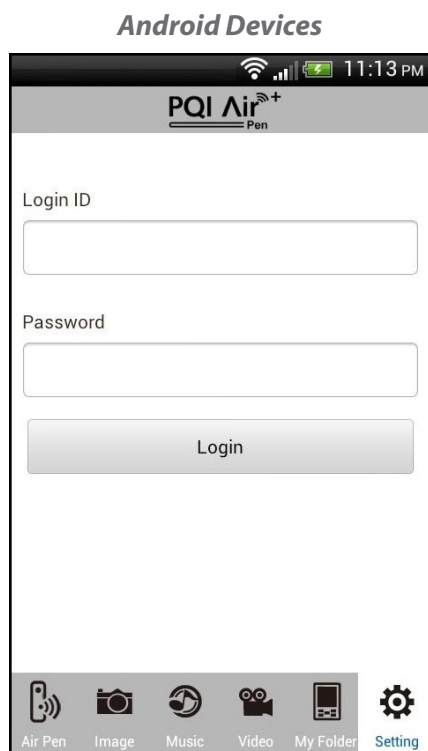 Android Devices
11:13 PM
PQI Air+
Pen
Login ID
Password
Login
Air Pen Image Music Video My Folder Setting